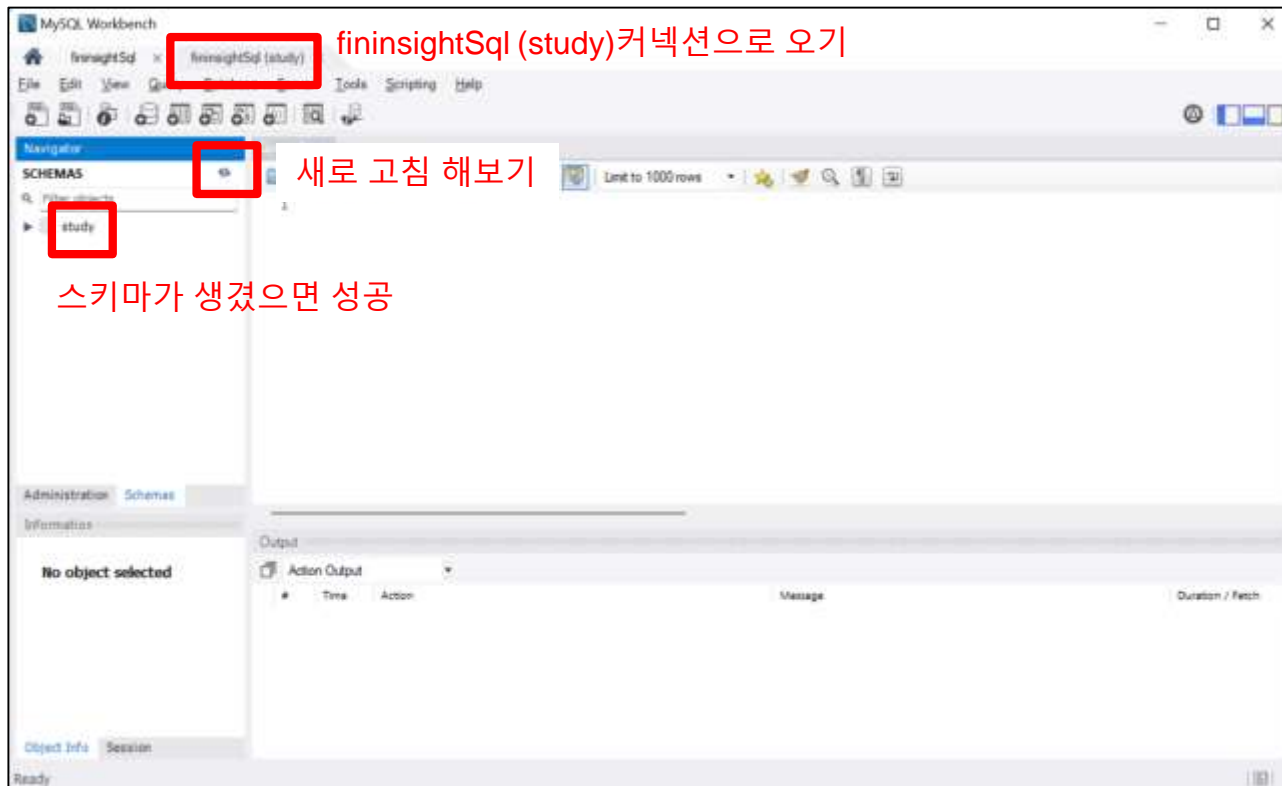 MySQL Workbench
fininsightSql (study)커넥션으로 오기
fininsightSql × fininsightSql (study)
File Edit View Tools Scripting Help
Navigator
새로 고침 해보기
SCHEMAS
Limit to 1000 rows
Filter objects
1
study
스키마가 생겼으면 성공
Administration Schemas
Information
Output
No object selected
Action Output
# Time Action Message Duration / Fetch
Object Info Session
Ready